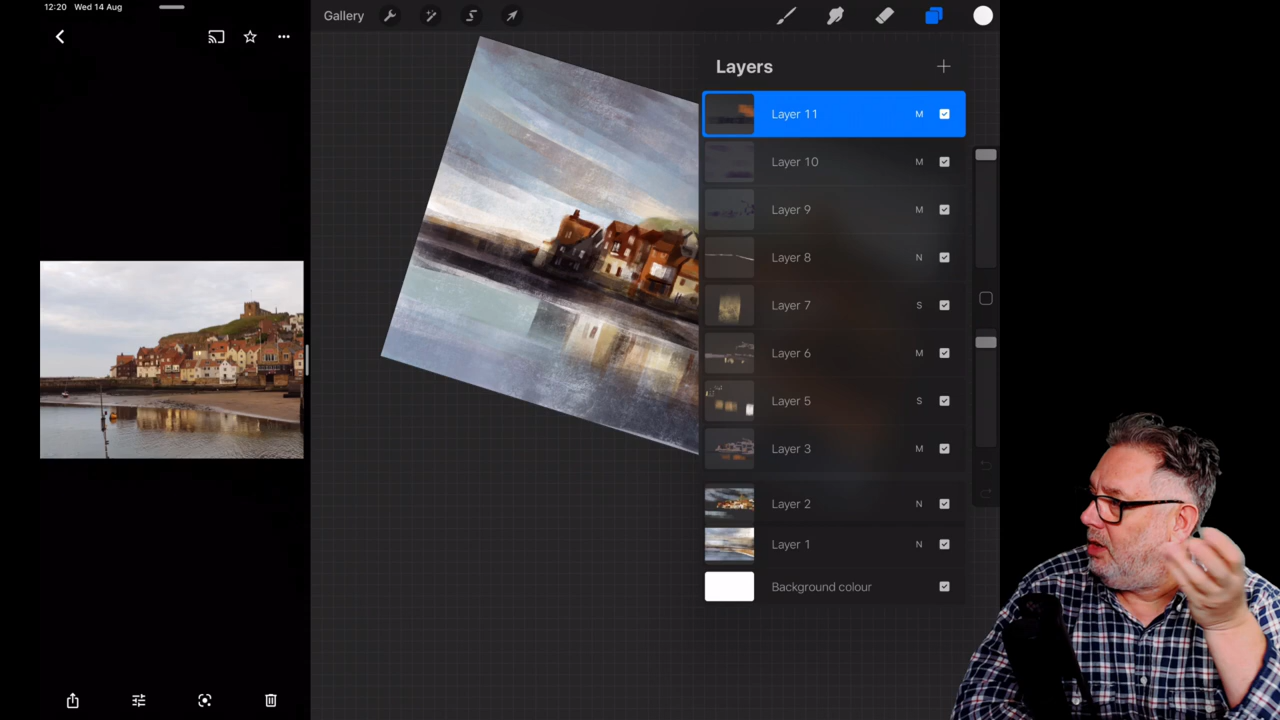 12:20 Wed 14 Aug
Gallery
Layers
Layer 11 M
Layer 10 M
Layer 9 M
Layer 8 N
Layer 7 S
Layer 6 M
Layer 5 S
Layer 3 M
Layer 2 N
Layer 1 N
Background colour